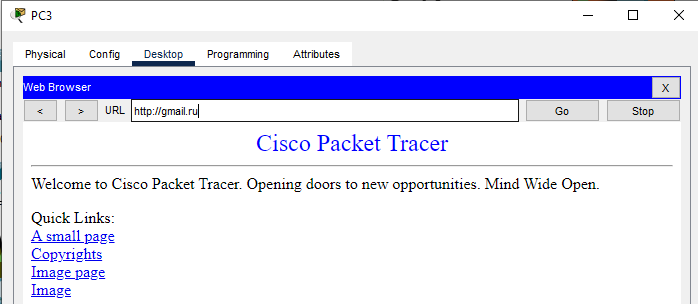 PC3
Physical Config Desktop Programming Attributes
Web Browser X
< > URL http://gmail.ru Go Stop
Cisco Packet Tracer
Welcome to Cisco Packet Tracer. Opening doors to new opportunities. Mind Wide Open.
Quick Links:
A small page
Copyrights
Image page
Image